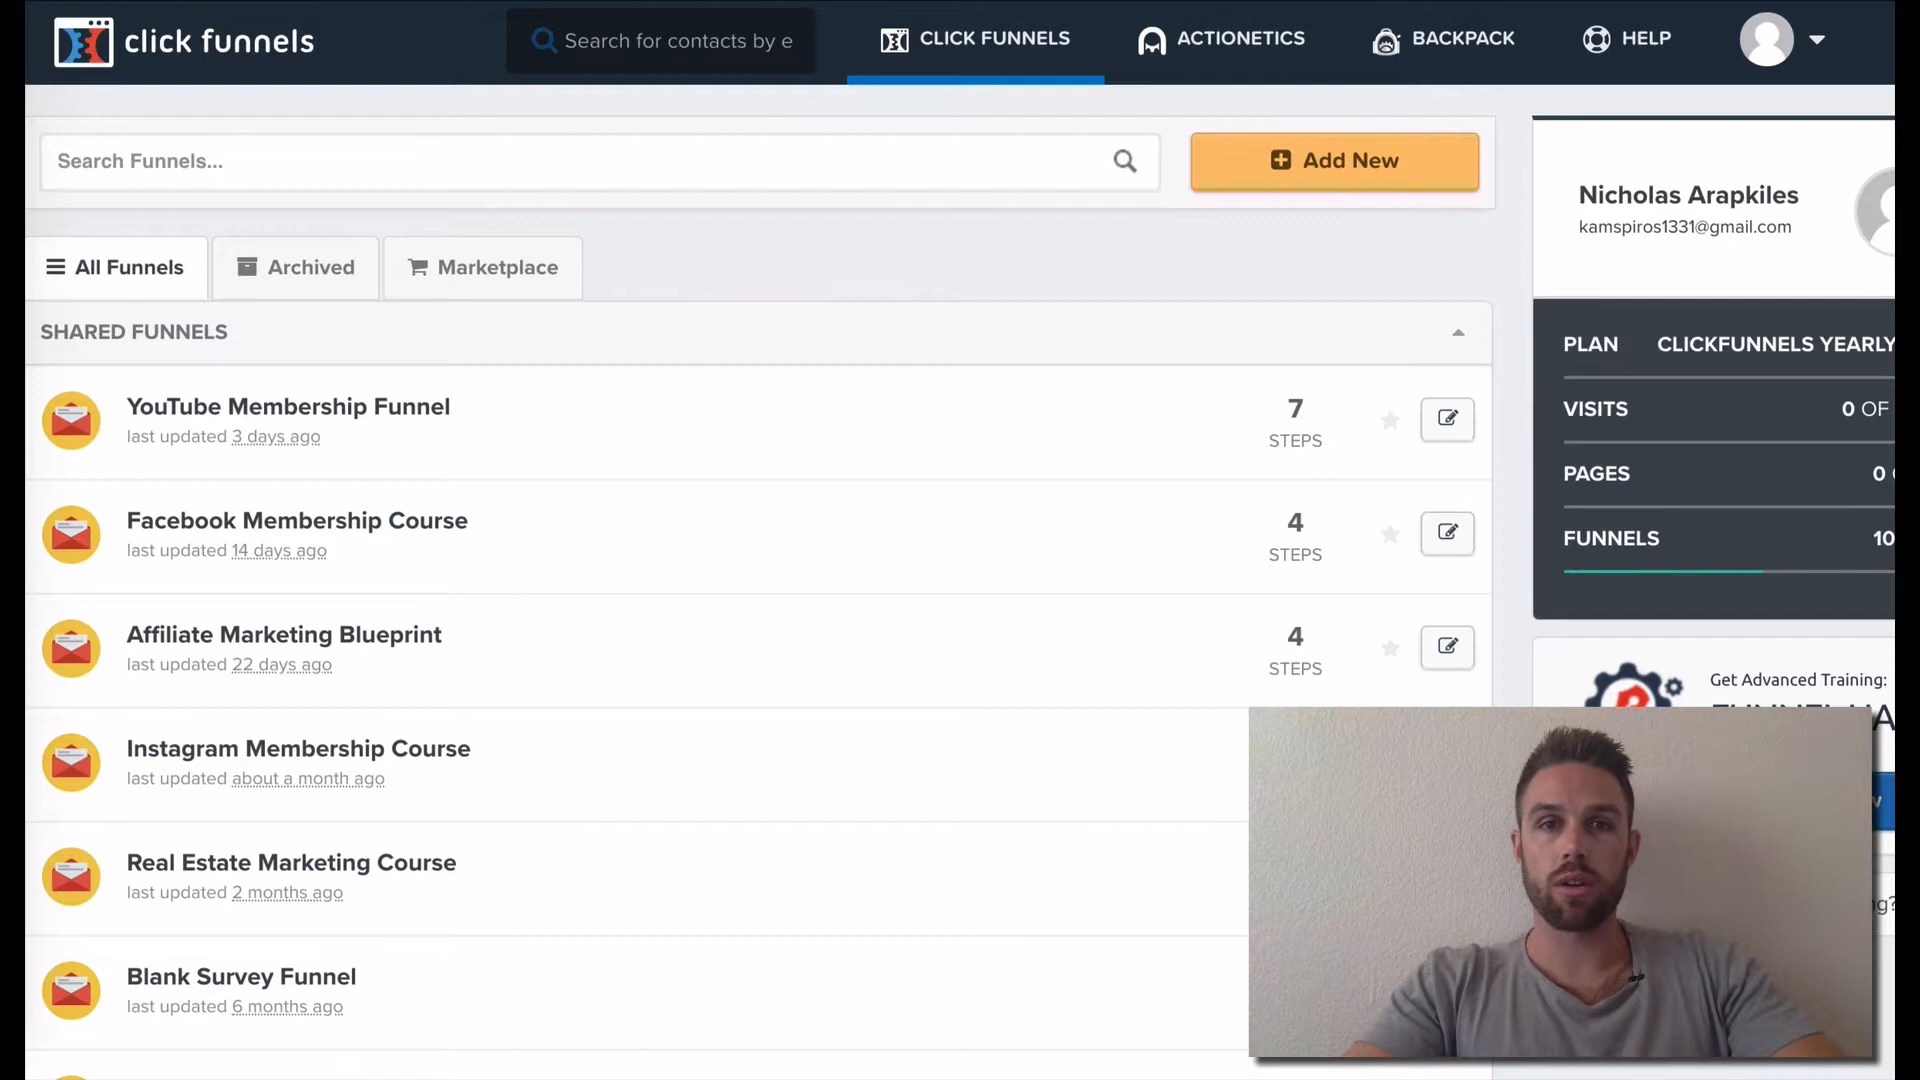 click funnels
Search for contacts by e
CLICK FUNNELS
ACTIONETICS
BACKPACK
HELP
Search Funnels...
Add New
All Funnels
Archived
Marketplace
SHARED FUNNELS
YouTube Membership Funnel
last updated 3 days ago
7
STEPS
Facebook Membership Course
last updated 14 days ago
4
STEPS
Affiliate Marketing Blueprint
last updated 22 days ago
4
STEPS
Instagram Membership Course
last updated about a month ago
Real Estate Marketing Course
last updated 2 months ago
Blank Survey Funnel
last updated 6 months ago
Nicholas Arapkiles
kamspiros1331@gmail.com
PLAN CLICKFUNNELS YEARLY
VISITS 0 OF
PAGES 0
FUNNELS 10
Get Advanced Training: